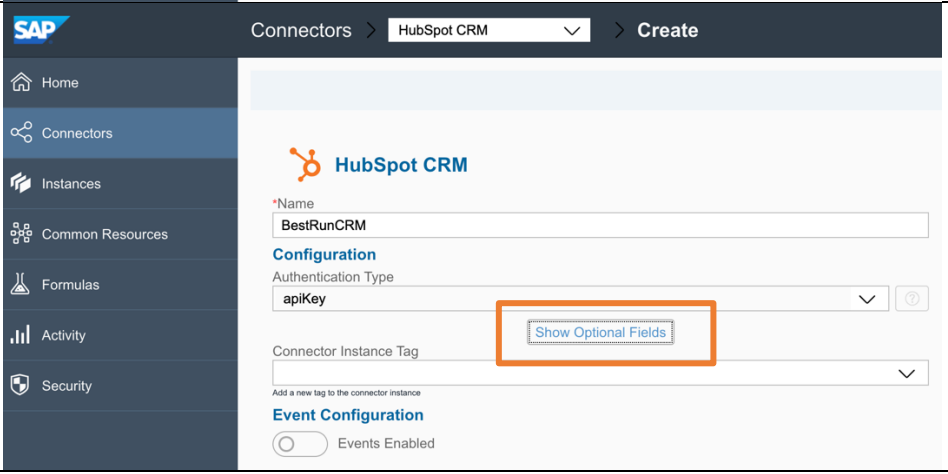 SAP
Connectors > HubSpot CRM > Create
Home
Connectors
Instances
Common Resources
Formulas
Activity
Security
HubSpot CRM
*Name
BestRunCRM
Configuration
Authentication Type
apiKey
?
Show Optional Fields
Connector Instance Tag
Add a new tag to the connector instance
Event Configuration
Events Enabled